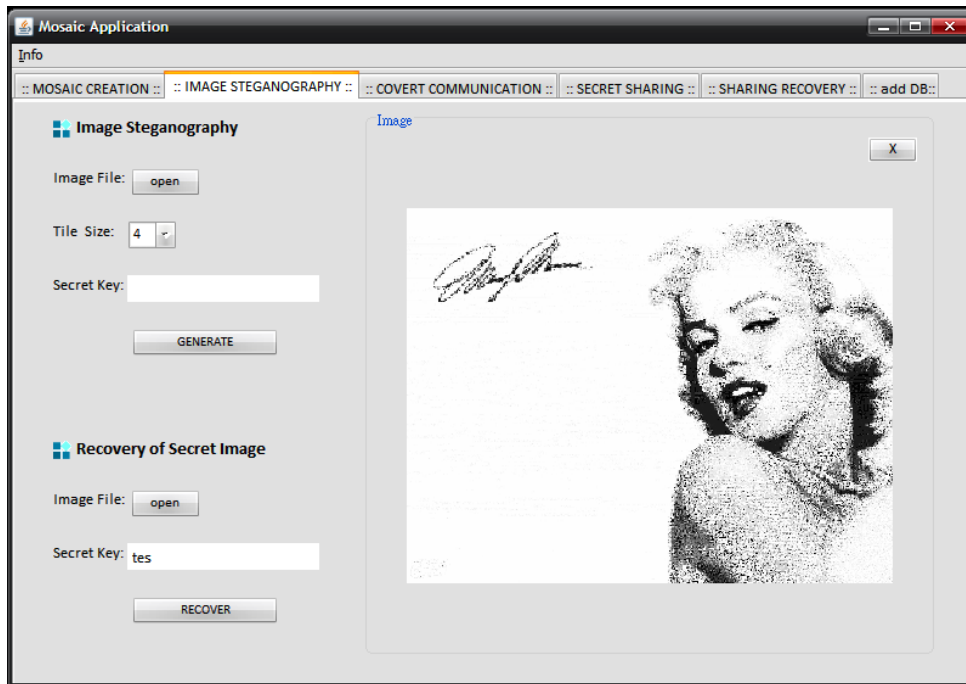 Mosaic Application
Info
:: MOSAIC CREATION ::
:: IMAGE STEGANOGRAPHY ::
:: COVERT COMMUNICATION ::
:: SECRET SHARING ::
:: SHARING RECOVERY ::
:: add DB::
Image Steganography
Image File: open
Tile Size: 4
Secret Key:
GENERATE
Recovery of Secret Image
Image File: open
Secret Key: tes
RECOVER
Image
X